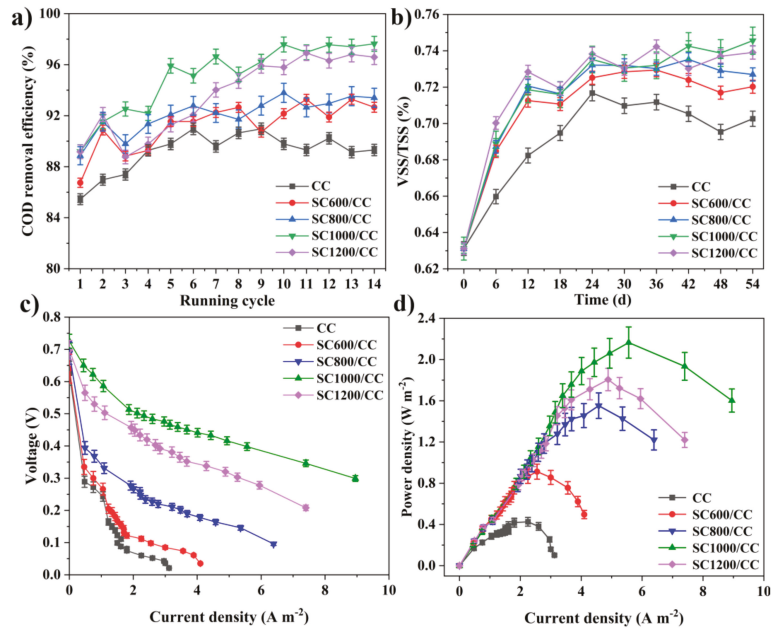 a)
COD removal efficiency (%)
100
96
92
88
84
80
1 2 3 4 5 6 7 8 9 10 11 12 13 14
Running cycle
CC
SC600/CC
SC800/CC
SC1000/CC
SC1200/CC
b)
VSS/TSS (%)
0.76
0.74
0.72
0.70
0.68
0.66
0.64
0.62
0 6 12 18 24 30 36 42 48 54
Time (d)
CC
SC600/CC
SC800/CC
SC1000/CC
SC1200/CC
c)
Voltage (V)
0.8
0.7
0.6
0.5
0.4
0.3
0.2
0.1
0.0
0 2 4 6 8 10
Current density (A m-2)
CC
SC600/CC
SC800/CC
SC1000/CC
SC1200/CC
d)
Power density (W m-2)
2.4
2.0
1.6
1.2
0.8
0.4
0.0
0 2 4 6 8 10
Current density (A m-2)
CC
SC600/CC
SC800/CC
SC1000/CC
SC1200/CC